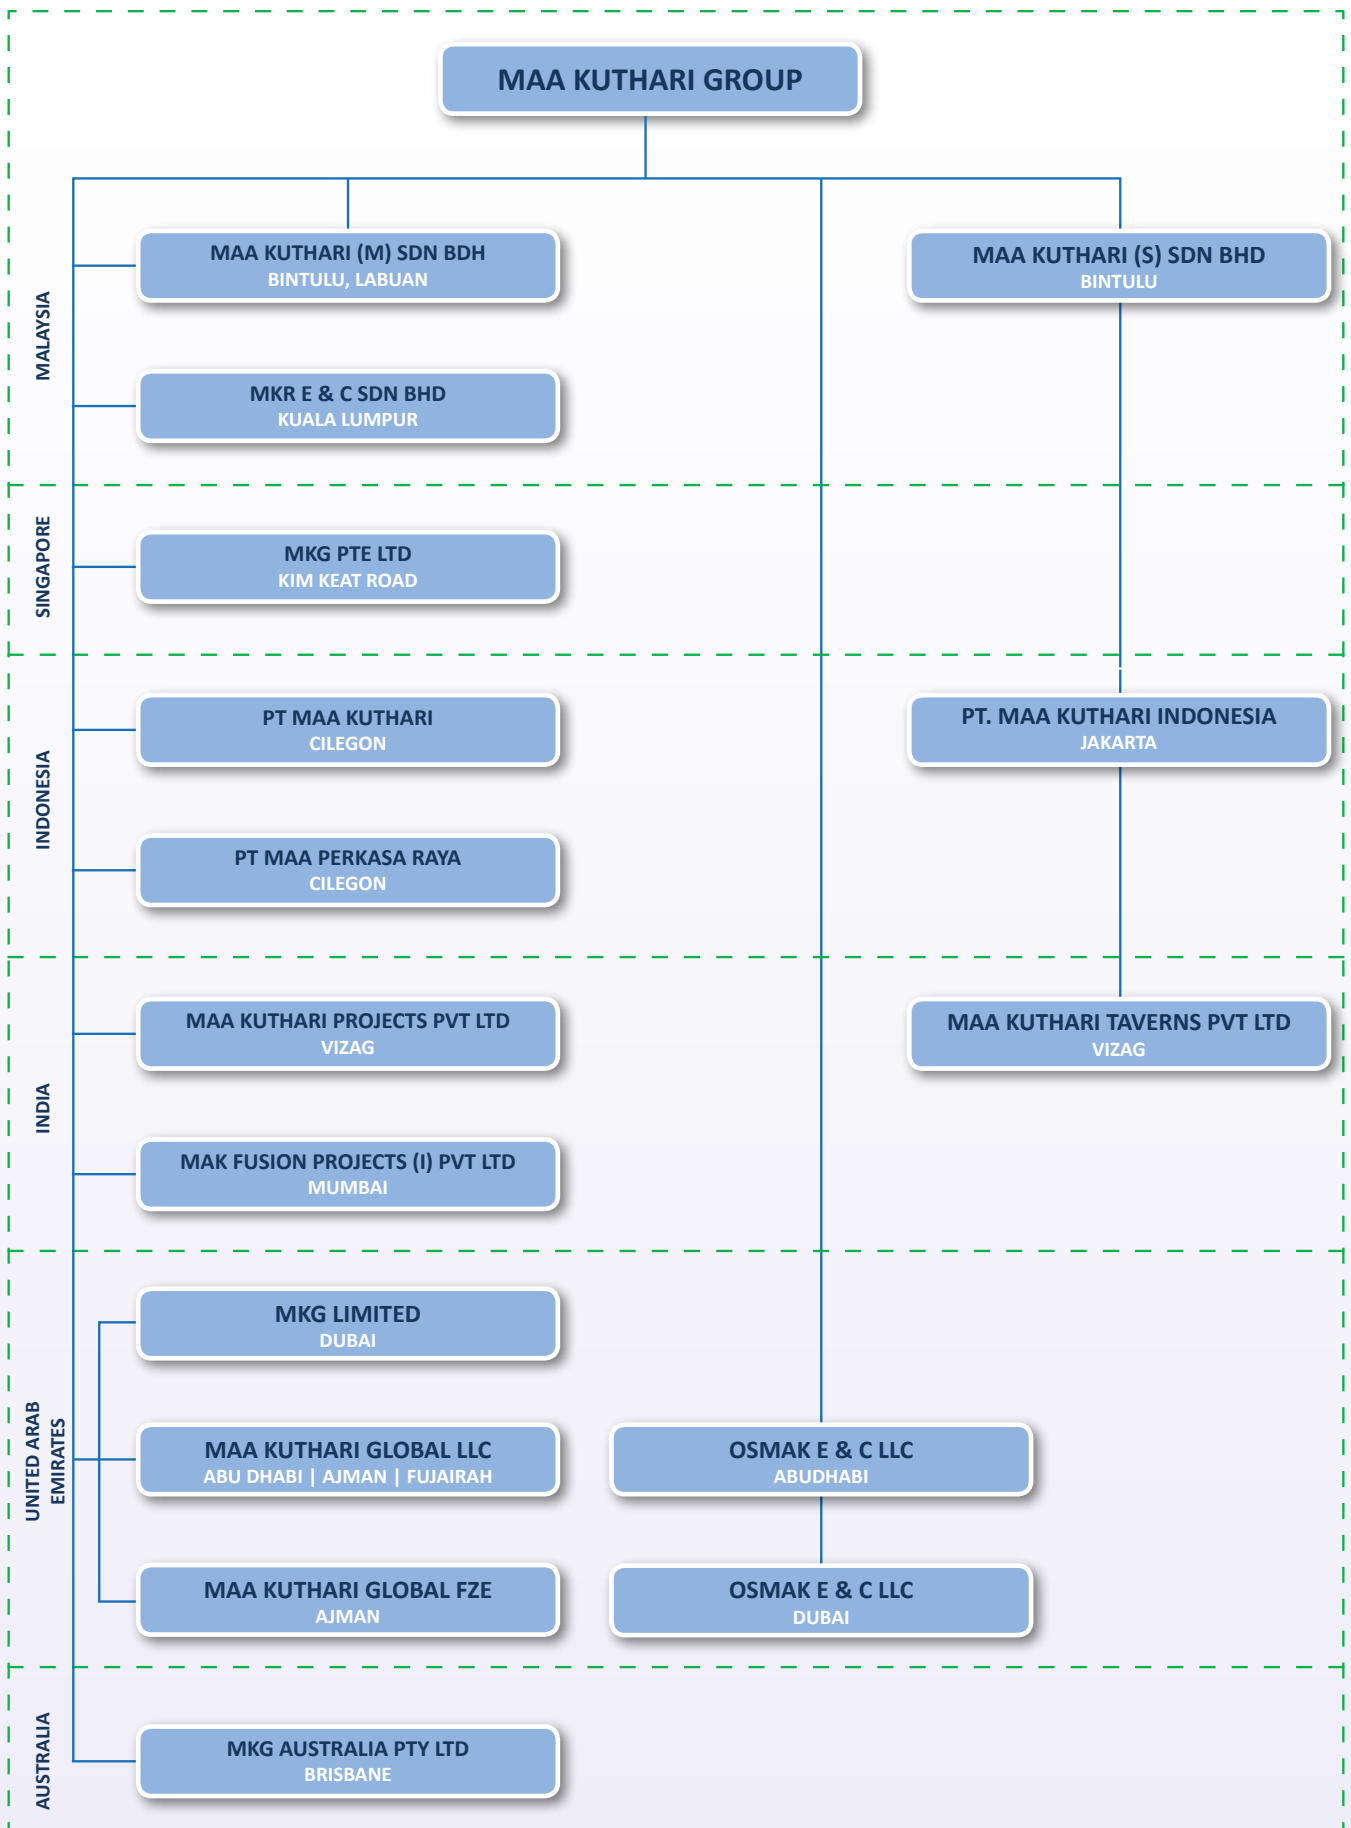 MAA KUTHARI GROUP
MALAYSIA
MAA KUTHARI (M) SDN BDH
BINTULU, LABUAN
MAA KUTHARI (S) SDN BHD
BINTULU
MKR E & C SDN BHD
KUALA LUMPUR
SINGAPORE
MKG PTE LTD
KIM KEAT ROAD
INDONESIA
PT MAA KUTHARI
CILEGON
PT. MAA KUTHARI INDONESIA
JAKARTA
PT MAA PERKASA RAYA
CILEGON
INDIA
MAA KUTHARI PROJECTS PVT LTD
VIZAG
MAA KUTHARI TAVERNS PVT LTD
VIZAG
MAK FUSION PROJECTS (I) PVT LTD
MUMBAI
UNITED ARAB
EMIRATES
MKG LIMITED
DUBAI
MAA KUTHARI GLOBAL LLC
ABU DHABI | AJMAN | FUJAIRAH
OSMAK E & C LLC
ABUDHABI
MAA KUTHARI GLOBAL FZE
AJMAN
OSMAK E & C LLC
DUBAI
AUSTRALIA
MKG AUSTRALIA PTY LTD
BRISBANE